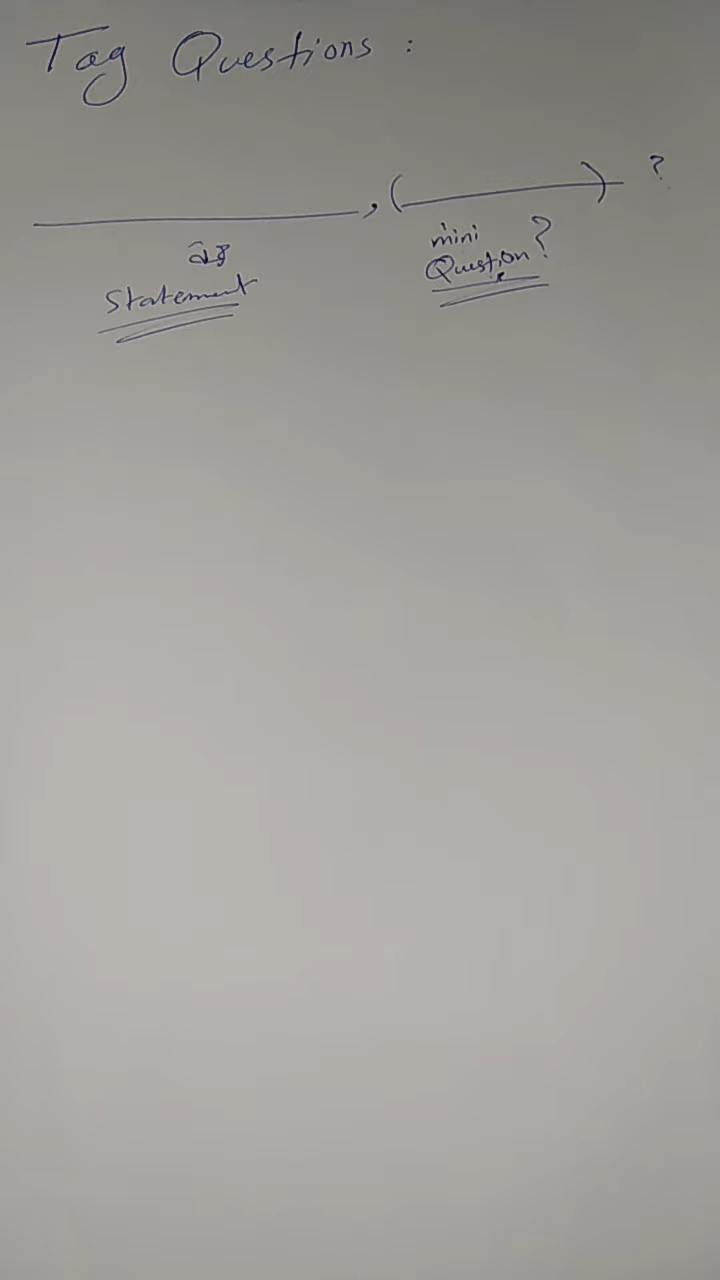 Tag Questions :
, ( ) ?
mini
Question?
Statement